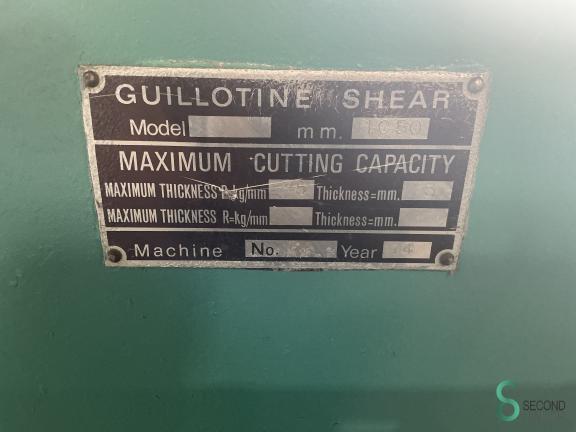 GUILLOTINE SHEAR
Model mm.
MAXIMUM CUTTING CAPACITY
MAXIMUM THICKNESS R=kg/mm Thickness=mm.
MAXIMUM THICKNESS R=kg/mm Thickness=mm.
Machine No. Year
SECOND